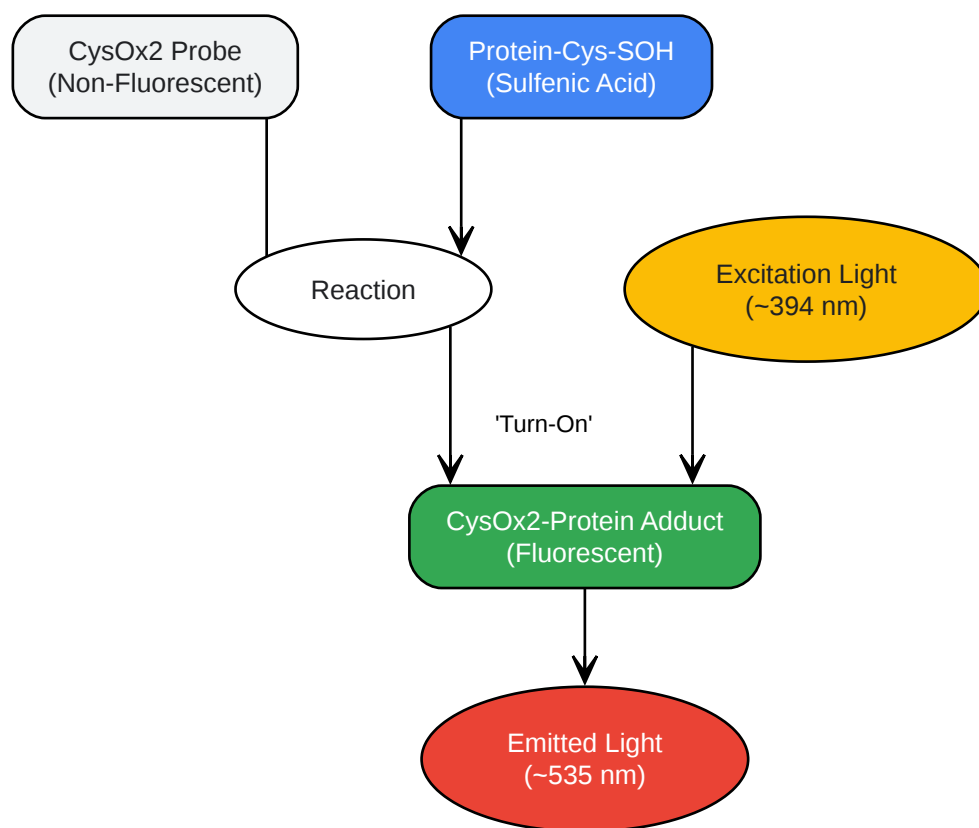 CysOx2 Probe
(Non-Fluorescent)
Protein-Cys-SOH
(Sulfenic Acid)
Reaction
Excitation Light
(~394 nm)
'Turn-On'
CysOx2-Protein Adduct
(Fluorescent)
Emitted Light
(~535 nm)